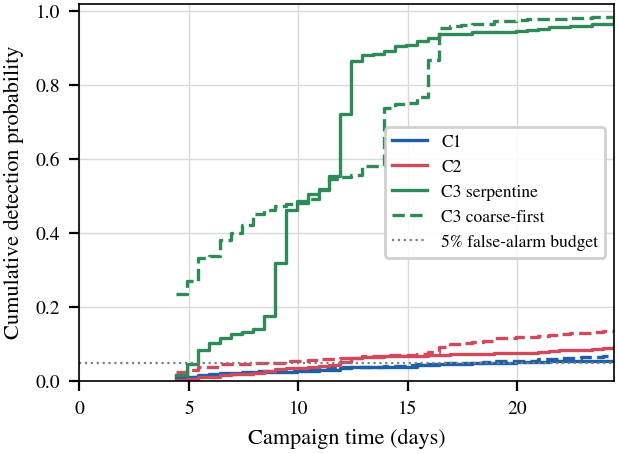 Cumulative detection probability
1.0
0.8
0.6
0.4
0.2
0.0
C1
C2
C3 serpentine
C3 coarse-first
5% false-alarm budget
0
5
10
15
20
Campaign time (days)